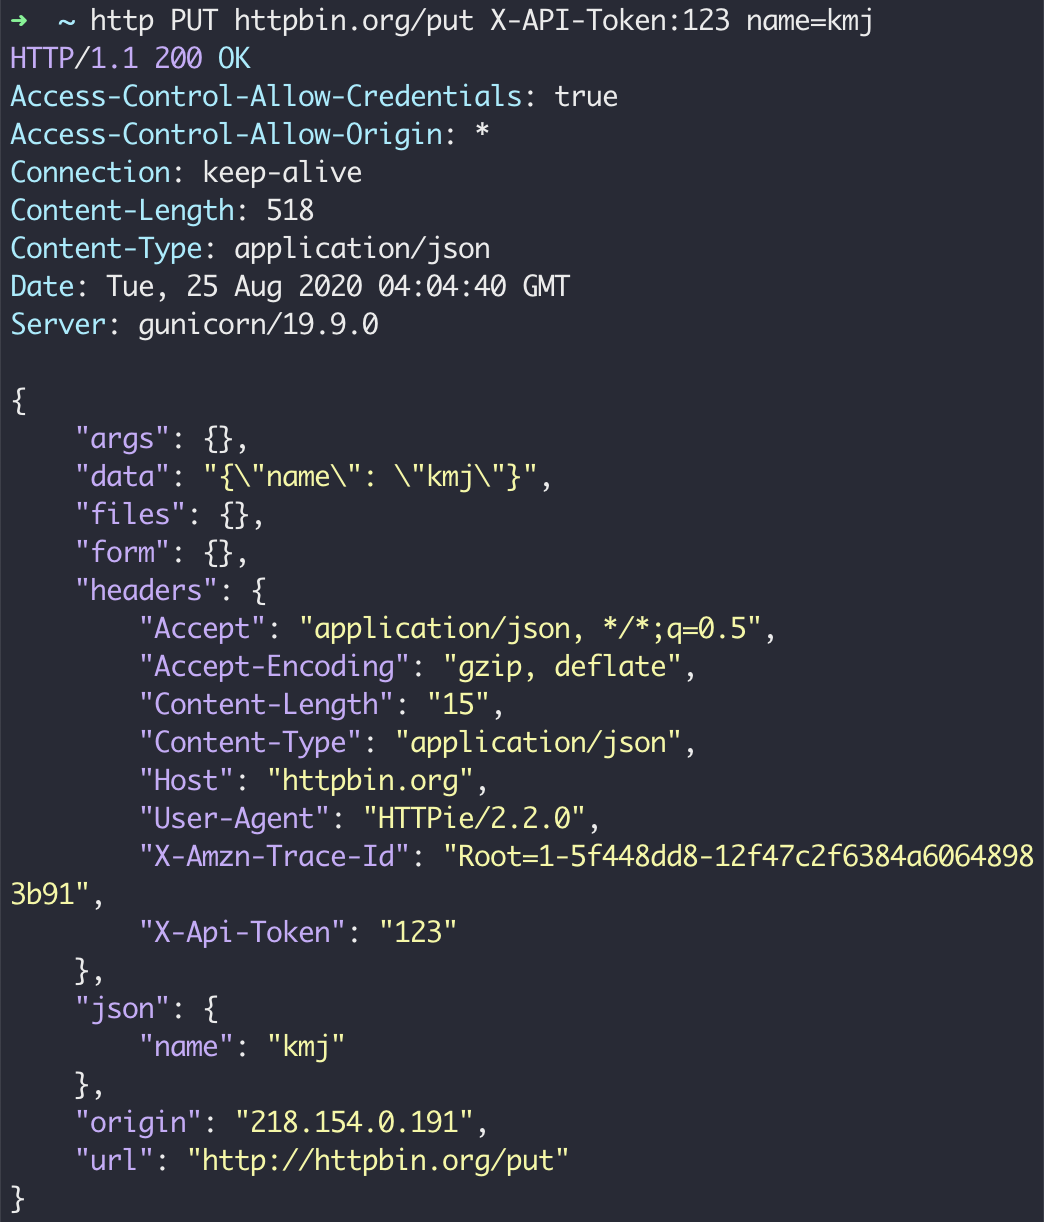 ➜  ~ http PUT httpbin.org/put X-API-Token:123 name=kmj
HTTP/1.1 200 OK
Access-Control-Allow-Credentials: true
Access-Control-Allow-Origin: *
Connection: keep-alive
Content-Length: 518
Content-Type: application/json
Date: Tue, 25 Aug 2020 04:04:40 GMT
Server: gunicorn/19.9.0

{
    "args": {},
    "data": "{\"name\": \"kmj\"}",
    "files": {},
    "form": {},
    "headers": {
        "Accept": "application/json, */*;q=0.5",
        "Accept-Encoding": "gzip, deflate",
        "Content-Length": "15",
        "Content-Type": "application/json",
        "Host": "httpbin.org",
        "User-Agent": "HTTPie/2.2.0",
        "X-Amzn-Trace-Id": "Root=1-5f448dd8-12f47c2f6384a6064898
3b91",
        "X-Api-Token": "123"
    },
    "json": {
        "name": "kmj"
    },
    "origin": "218.154.0.191",
    "url": "http://httpbin.org/put"
}